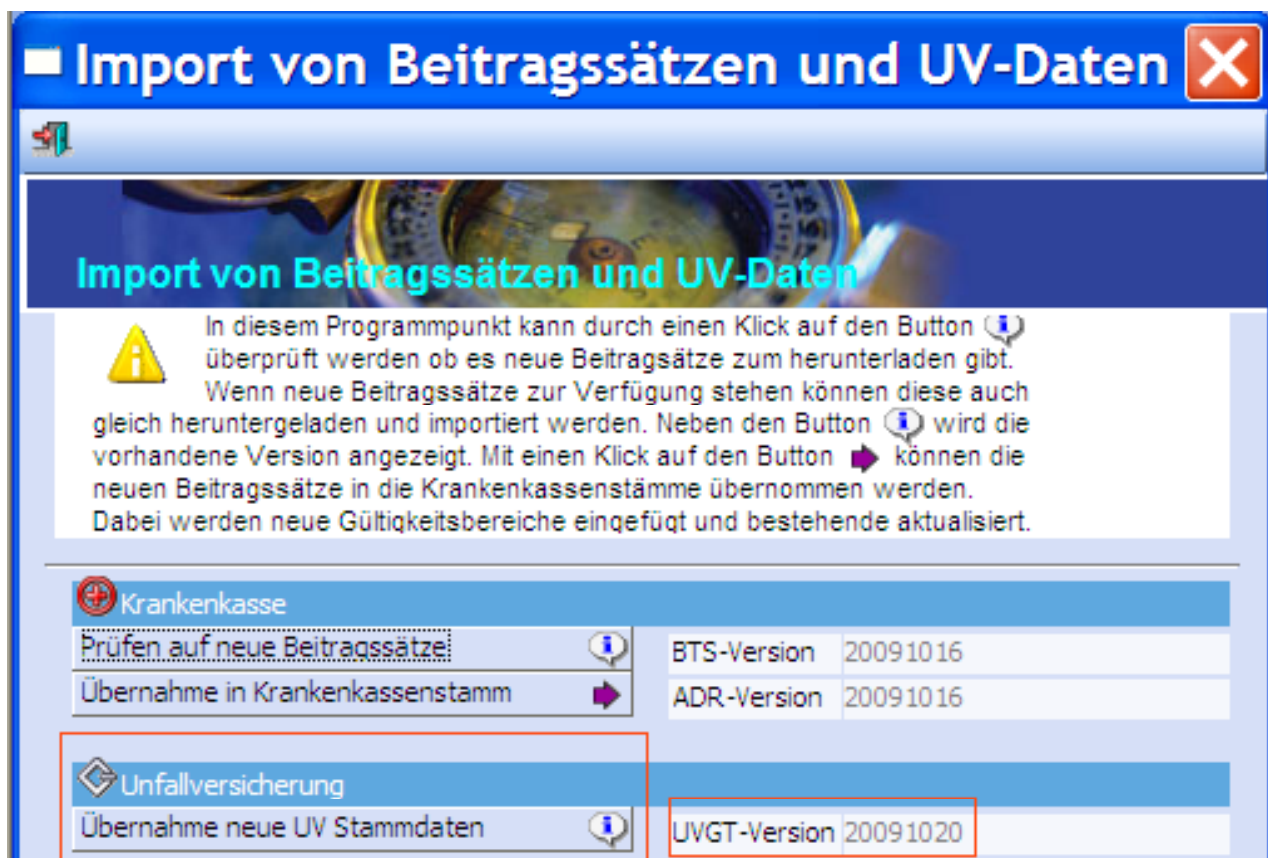 Import von Beitragssätzen und UV-Daten
Import von Beitragssätzen und UV-Daten
In diesem Programmpunkt kann durch einen Klick auf den Button
überprüft werden ob es neue Beitragsätze zum herunterladen gibt.
Wenn neue Beitragssätze zur Verfügung stehen können diese auch
gleich heruntergeladen und importiert werden. Neben den Button wird die
vorhandene Version angezeigt. Mit einen Klick auf den Button können die
neuen Beitragssätze in die Krankenkassenstämme übernommen werden.
Dabei werden neue Gültigkeitsbereiche eingefügt und bestehende aktualisiert.
Krankenkasse
Prüfen auf neue Beitragssätze BTS-Version 20091016
Übernahme in Krankenkassenstamm ADR-Version 20091016
Unfallversicherung
Übernahme neue UV Stammdaten UVGT-Version 20091020